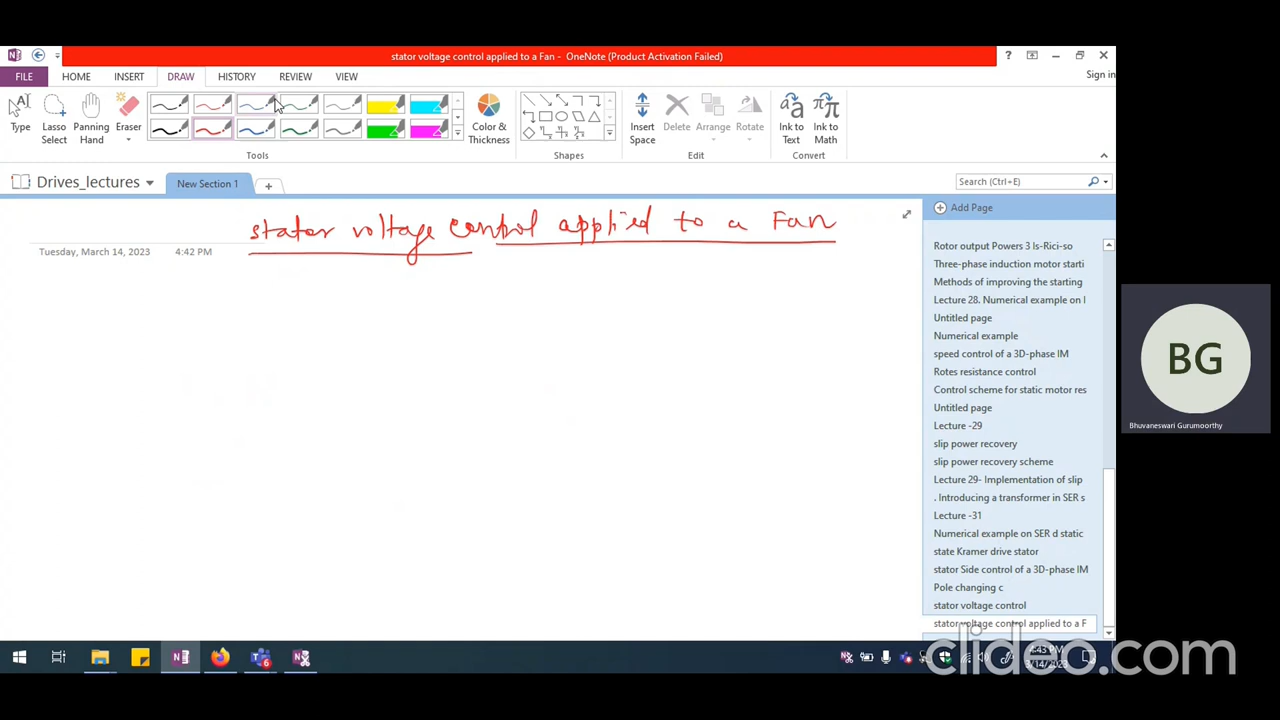 stator voltage control applied to a Fan - OneNote (Product Activation Failed)
?
FILE HOME INSERT DRAW HISTORY REVIEW VIEW
Sign in
Type
Lasso Select
Panning Hand
Eraser
Color & Thickness
Insert Space
Delete
Arrange
Rotate
Ink to Text
Ink to Math
Tools
Shapes
Edit
Convert
Drives_lectures
New Section 1
Search (Ctrl+E)
stator voltage control applied to a Fan
Tuesday, March 14, 2023 4:42 PM
Add Page
Rotor output Powers 3 Is-Rici-so
Three-phase induction motor starti
Methods of improving the starting
Lecture 28. Numerical example on I
Untitled page
Numerical example
speed control of a 3D-phase IM
Rotes resistance control
Control scheme for static motor res
Untitled page
Lecture -29
slip power recovery
slip power recovery scheme
Lecture 29- Implementation of slip
. Introducing a transformer in SER s
Lecture -31
Numerical example on SER d static
state Kramer drive stator
stator Side control of a 3D-phase IM
Pole changing c
stator voltage control
stator voltage control applied to a F
BG
Bhuvaneswari Gurumoorthy
4:43 PM
3/14/2023
clideo.com